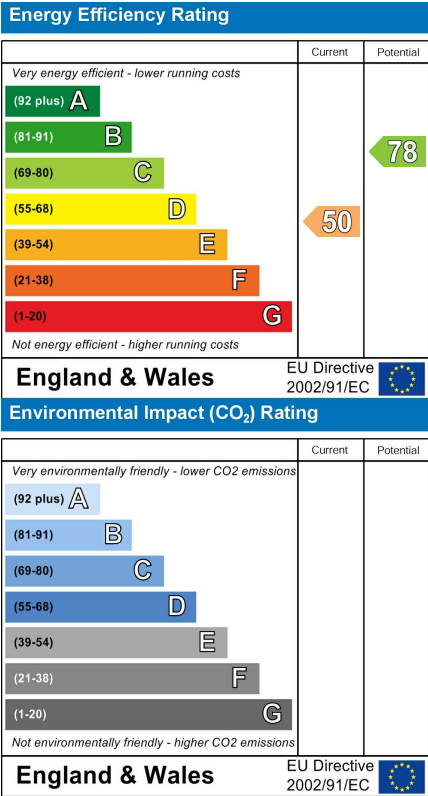 Energy Efficiency Rating
Current Potential
Very energy efficient - lower running costs
(92 plus) A
(81-91) B
78
(69-80) C
(55-68) D
50
(39-54) E
(21-38) F
(1-20) G
Not energy efficient - higher running costs
England & Wales
EU Directive
2002/91/EC
Environmental Impact (CO₂) Rating
Current Potential
Very environmentally friendly - lower CO2 emissions
(92 plus) A
(81-91) B
(69-80) C
(55-68) D
(39-54) E
(21-38) F
(1-20) G
Not environmentally friendly - higher CO2 emissions
England & Wales
EU Directive
2002/91/EC